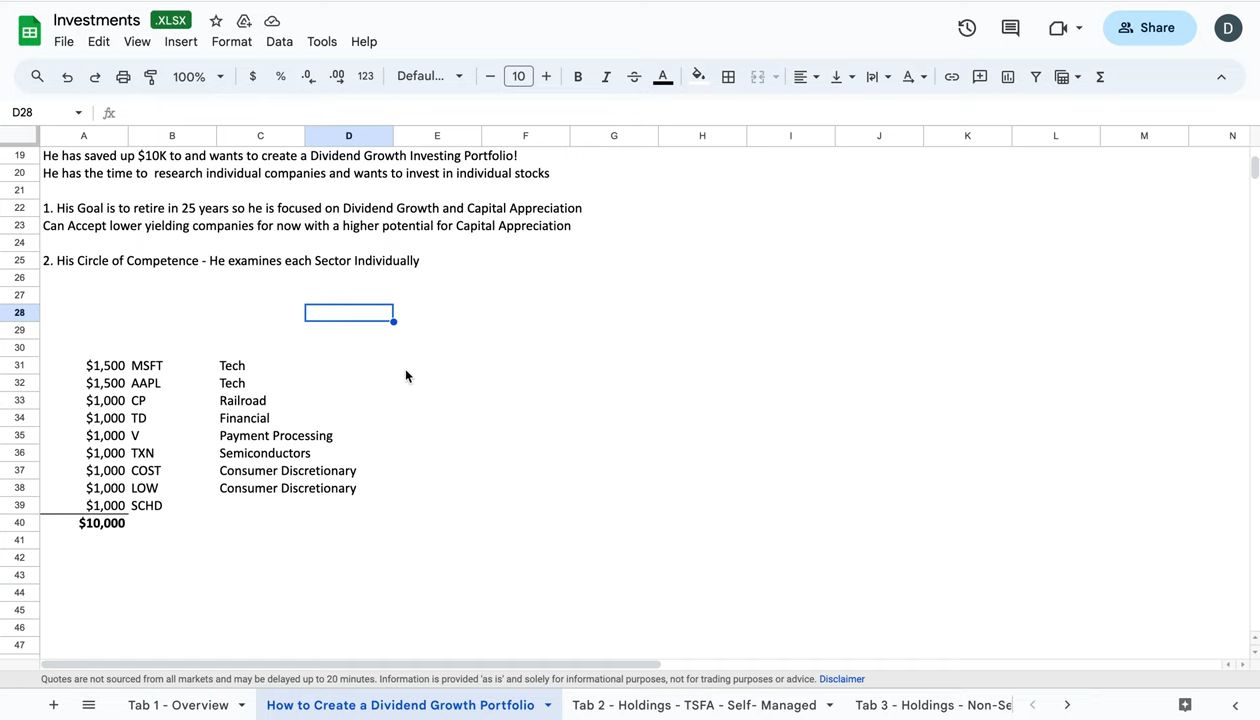 Investments .XLSX
File Edit View Insert Format Data Tools Help
Share D
100% $ % .0 .00 123 Defaul... 10 B I S A A Σ
D28 fx
A B C D E F G H I J K L M N
19 He has saved up $10K to and wants to create a Dividend Growth Investing Portfolio!
20 He has the time to research individual companies and wants to invest in individual stocks
21
22 1. His Goal is to retire in 25 years so he is focused on Dividend Growth and Capital Appreciation
23 Can Accept lower yielding companies for now with a higher potential for Capital Appreciation
24
25 2. His Circle of Competence - He examines each Sector Individually
26
27
28
29
30
31 $1,500 MSFT Tech
32 $1,500 AAPL Tech
33 $1,000 CP Railroad
34 $1,000 TD Financial
35 $1,000 V Payment Processing
36 $1,000 TXN Semiconductors
37 $1,000 COST Consumer Discretionary
38 $1,000 LOW Consumer Discretionary
39 $1,000 SCHD
40 $10,000
41
42
43
44
45
46
47
Quotes are not sourced from all markets and may be delayed up to 20 minutes. Information is provided 'as is' and solely for informational purposes, not for trading purposes or advice. Disclaimer
Tab 1 - Overview How to Create a Dividend Growth Portfolio Tab 2 - Holdings - TSFA - Self- Managed Tab 3 - Holdings - Non-Se